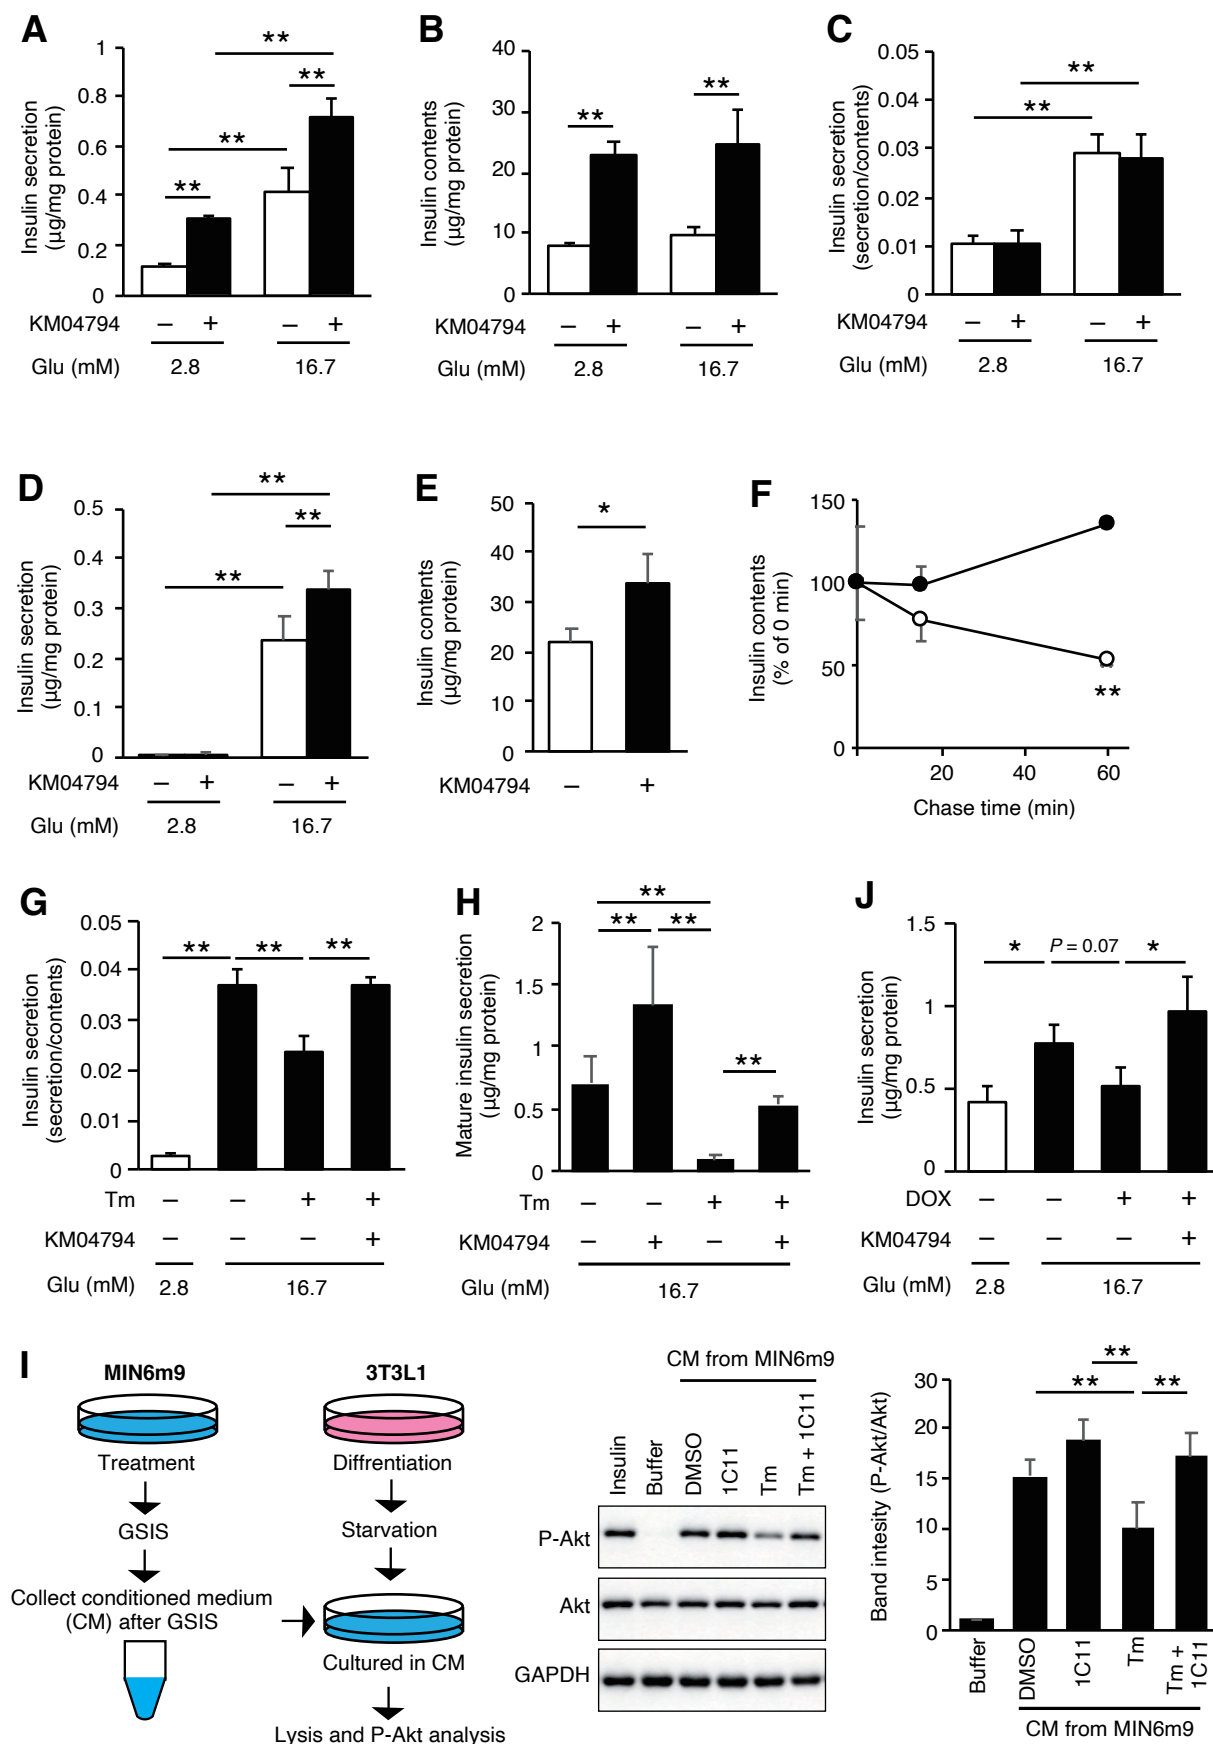 A
Insulin secretion
(µg/mg protein)
1
0.8
0.6
0.4
0.2
0
**
**
**
**
KM04794
– + – +
Glu (mM)
2.8 16.7
B
Insulin contents
(µg/mg protein)
40
30
20
10
0
**
**
KM04794
– + – +
Glu (mM)
2.8 16.7
C
Insulin secretion
(secretion/contents)
0.05
0.04
0.03
0.02
0.01
0
**
**
KM04794
– + – +
Glu (mM)
2.8 16.7
D
Insulin secretion
(µg/mg protein)
0.5
0.4
0.3
0.2
0.1
0
**
**
**
KM04794
– + – +
Glu (mM)
2.8 16.7
E
Insulin contents
(µg/mg protein)
50
40
30
20
10
0
*
KM04794
– +
F
Insulin contents
(% of 0 min)
150
100
50
0
**
20 40 60
Chase time (min)
G
Insulin secretion
(secretion/contents)
0.05
0.04
0.03
0.02
0.01
0
** ** **
Tm – – + +
KM04794 – – – +
Glu (mM) 2.8 16.7
H
Mature insulin secretion
(µg/mg protein)
2
1.5
1
0.5
0
**
** **
**
Tm – – + +
KM04794 – + – +
Glu (mM) 16.7
J
Insulin secretion
(µg/mg protein)
1.5
1
0.5
0
* P = 0.07 *
DOX – – + +
KM04794 – – – +
Glu (mM) 2.8 16.7
I
MIN6m9
Treatment
GSIS
Collect conditioned medium
(CM) after GSIS
3T3L1
Diffrentiation
Starvation
Cultured in CM
Lysis and P-Akt analysis
CM from MIN6m9
Insulin
Buffer
DMSO
1C11
Tm
Tm + 1C11
P-Akt
Akt
GAPDH
Band intesity (P-Akt/Akt)
30
20
15
10
5
0
**
** **
Buffer
DMSO
1C11
Tm
Tm +
1C11
CM from MIN6m9